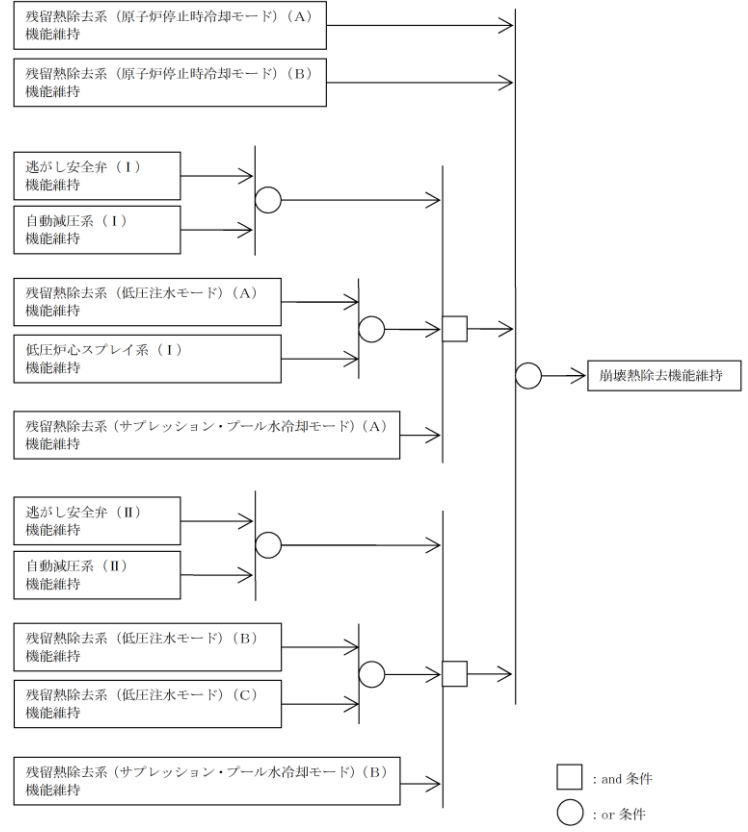 残留熱除去系（原子炉停止時冷却モード）（A）
機能維持
残留熱除去系（原子炉停止時冷却モード）（B）
機能維持
逃がし安全弁（Ⅰ）
機能維持
自動減圧系（Ⅰ）
機能維持
残留熱除去系（低圧注水モード）（A）
機能維持
低圧炉心スプレイ系（Ⅰ）
機能維持
残留熱除去系（サプレッション・プール水冷却モード）（A）
機能維持
崩壊熱除去機能維持
逃がし安全弁（Ⅱ）
機能維持
自動減圧系（Ⅱ）
機能維持
残留熱除去系（低圧注水モード）（B）
機能維持
残留熱除去系（低圧注水モード）（C）
機能維持
残留熱除去系（サプレッション・プール水冷却モード）（B）
機能維持
：and 条件
：or 条件